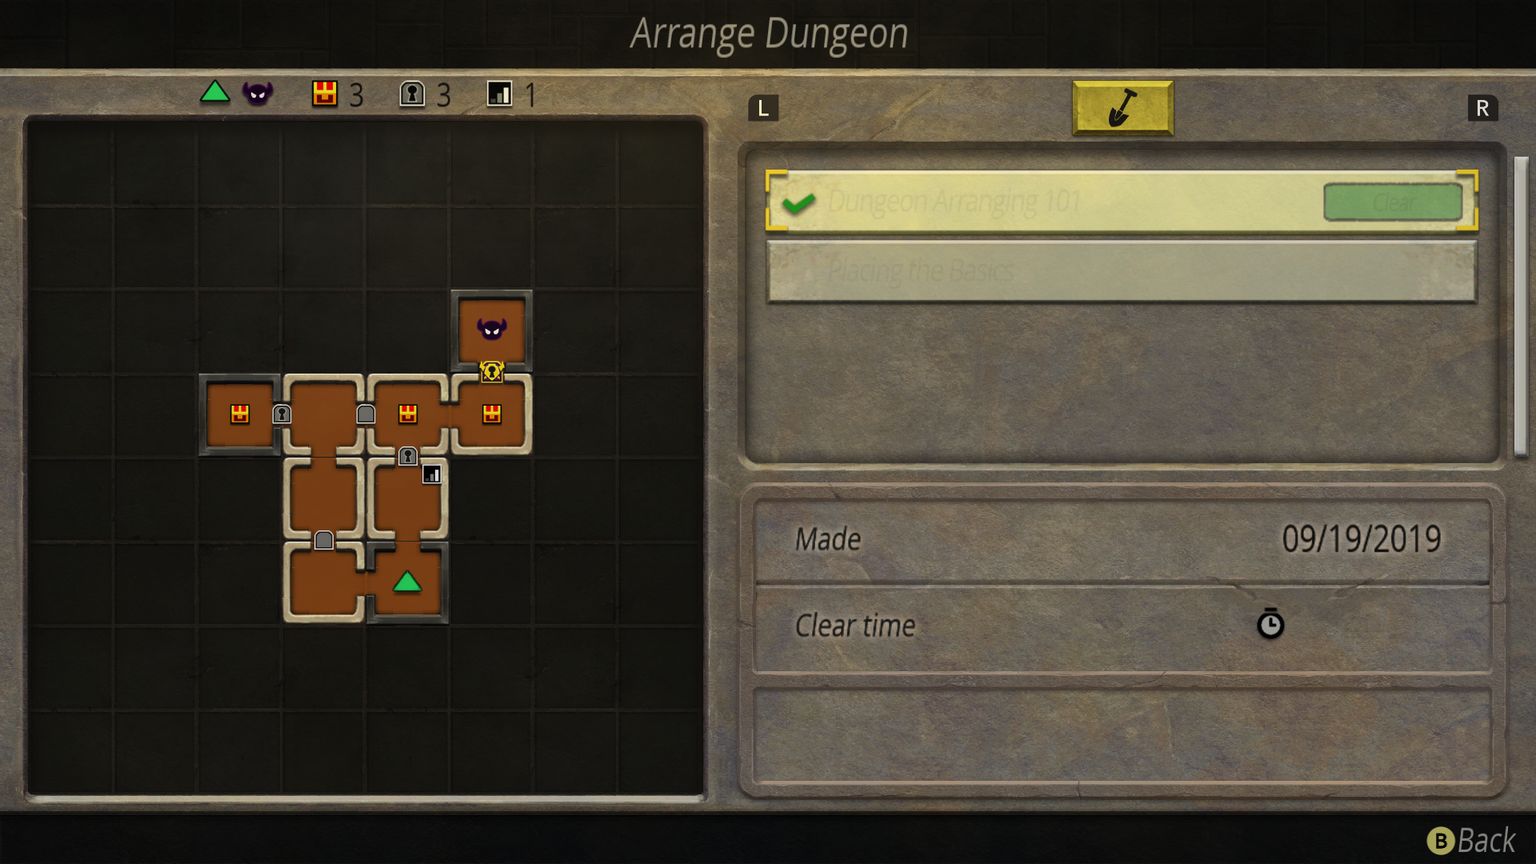 Arrange Dungeon
3 3 1
L
R
Dungeon Arranging 101
Clear
Placing the Basics
Made 09/19/2019
Clear time
B Back